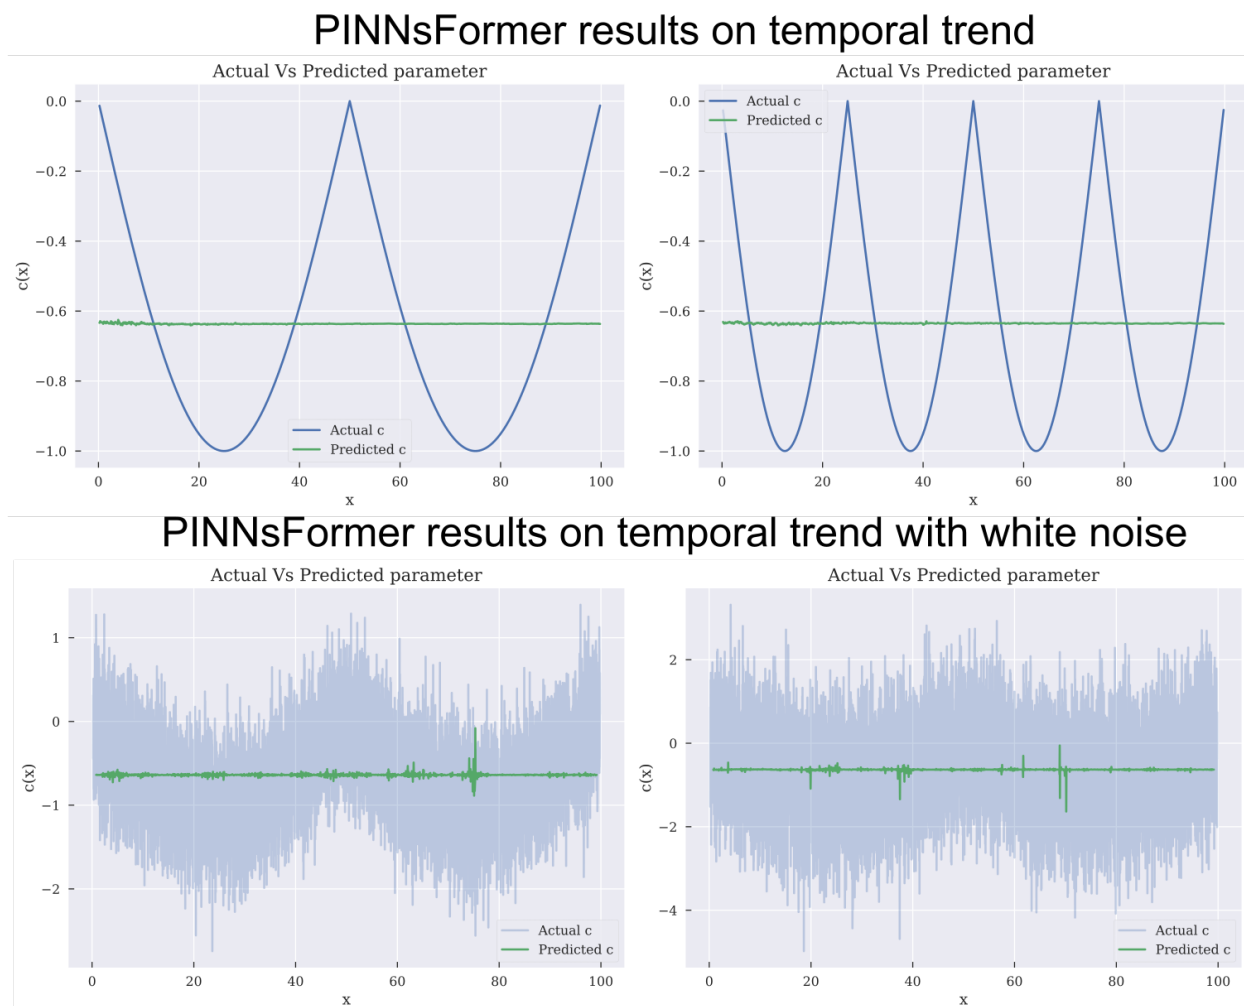 PINNsFormer results on temporal trend
Actual Vs Predicted parameter
0.0
−0.2
−0.4
−0.6
−0.8
−1.0
c(x)
Actual c
Predicted c
0 20 40 60 80 100
x
Actual Vs Predicted parameter
0.0
−0.2
−0.4
−0.6
−0.8
−1.0
c(x)
Actual c
Predicted c
0 20 40 60 80 100
x
PINNsFormer results on temporal trend with white noise
Actual Vs Predicted parameter
1
0
−1
−2
c(x)
Actual c
Predicted c
0 20 40 60 80 100
x
Actual Vs Predicted parameter
2
0
−2
−4
c(x)
Actual c
Predicted c
0 20 40 60 80 100
x